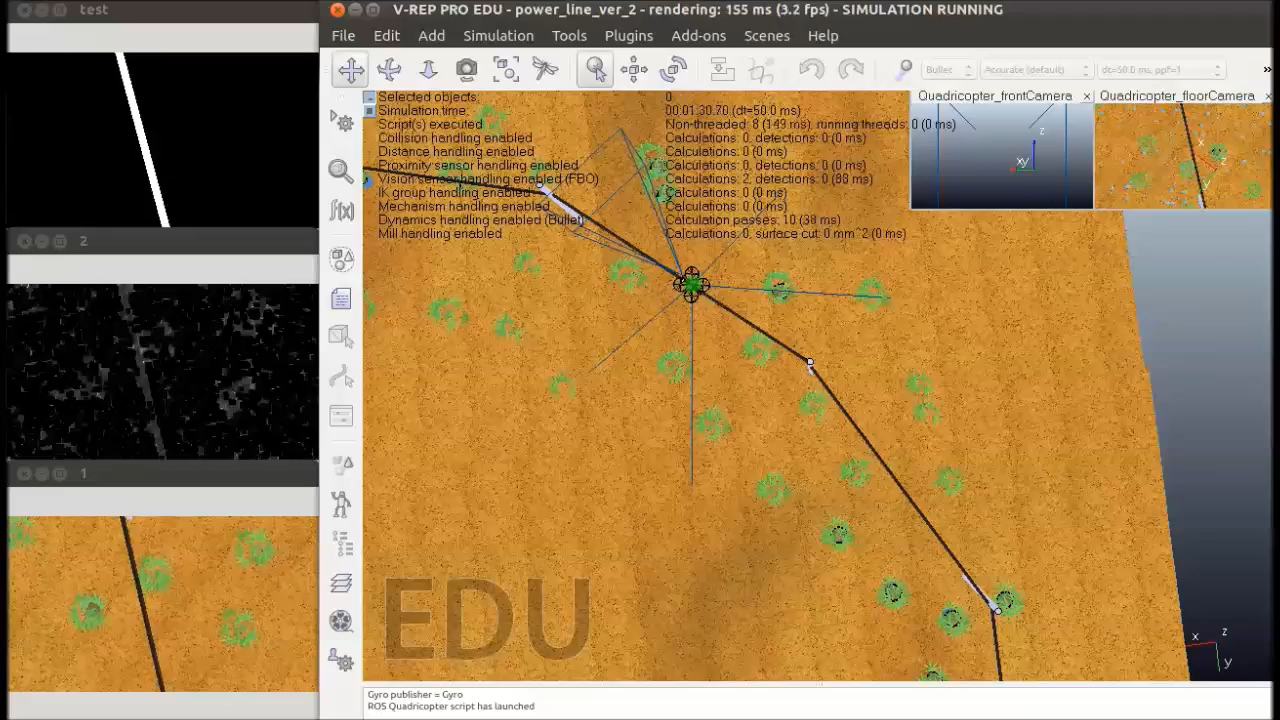 test
2
1
V-REP PRO EDU - power_line_ver_2 - rendering: 155 ms (3.2 fps) - SIMULATION RUNNING
File Edit Add Simulation Tools Plugins Add-ons Scenes Help
Bullet Accurate (default) dt=50.0 ms, ppf=1 »
f(x)
Selected objects: 0
Simulation time: 00:01:30.70 (dt=50.0 ms)
Script(s) executed Non-threaded: 8 (149 ms), running threads: 0 (0 ms)
Collision handling enabled Calculations: 0, detections: 0 (0 ms)
Distance handling enabled Calculations: 0 (0 ms)
Proximity sensor handling enabled Calculations: 0, detections: 0 (0 ms)
Vision sensor handling enabled (FBO) Calculations: 2, detections: 0 (88 ms)
IK group handling enabled Calculations: 0 (0 ms)
Mechanism handling enabled Calculations: 0 (0 ms)
Dynamics handling enabled (Bullet) Calculation passes: 10 (38 ms)
Mill handling enabled Calculations: 0, surface cut: 0 mm^2 (0 ms)
Quadricopter_frontCamera ×
Quadricopter_floorCamera ×
z
xy
x
z
y
EDU
x z
y
Gyro publisher = Gyro
ROS Quadricopter script has launched